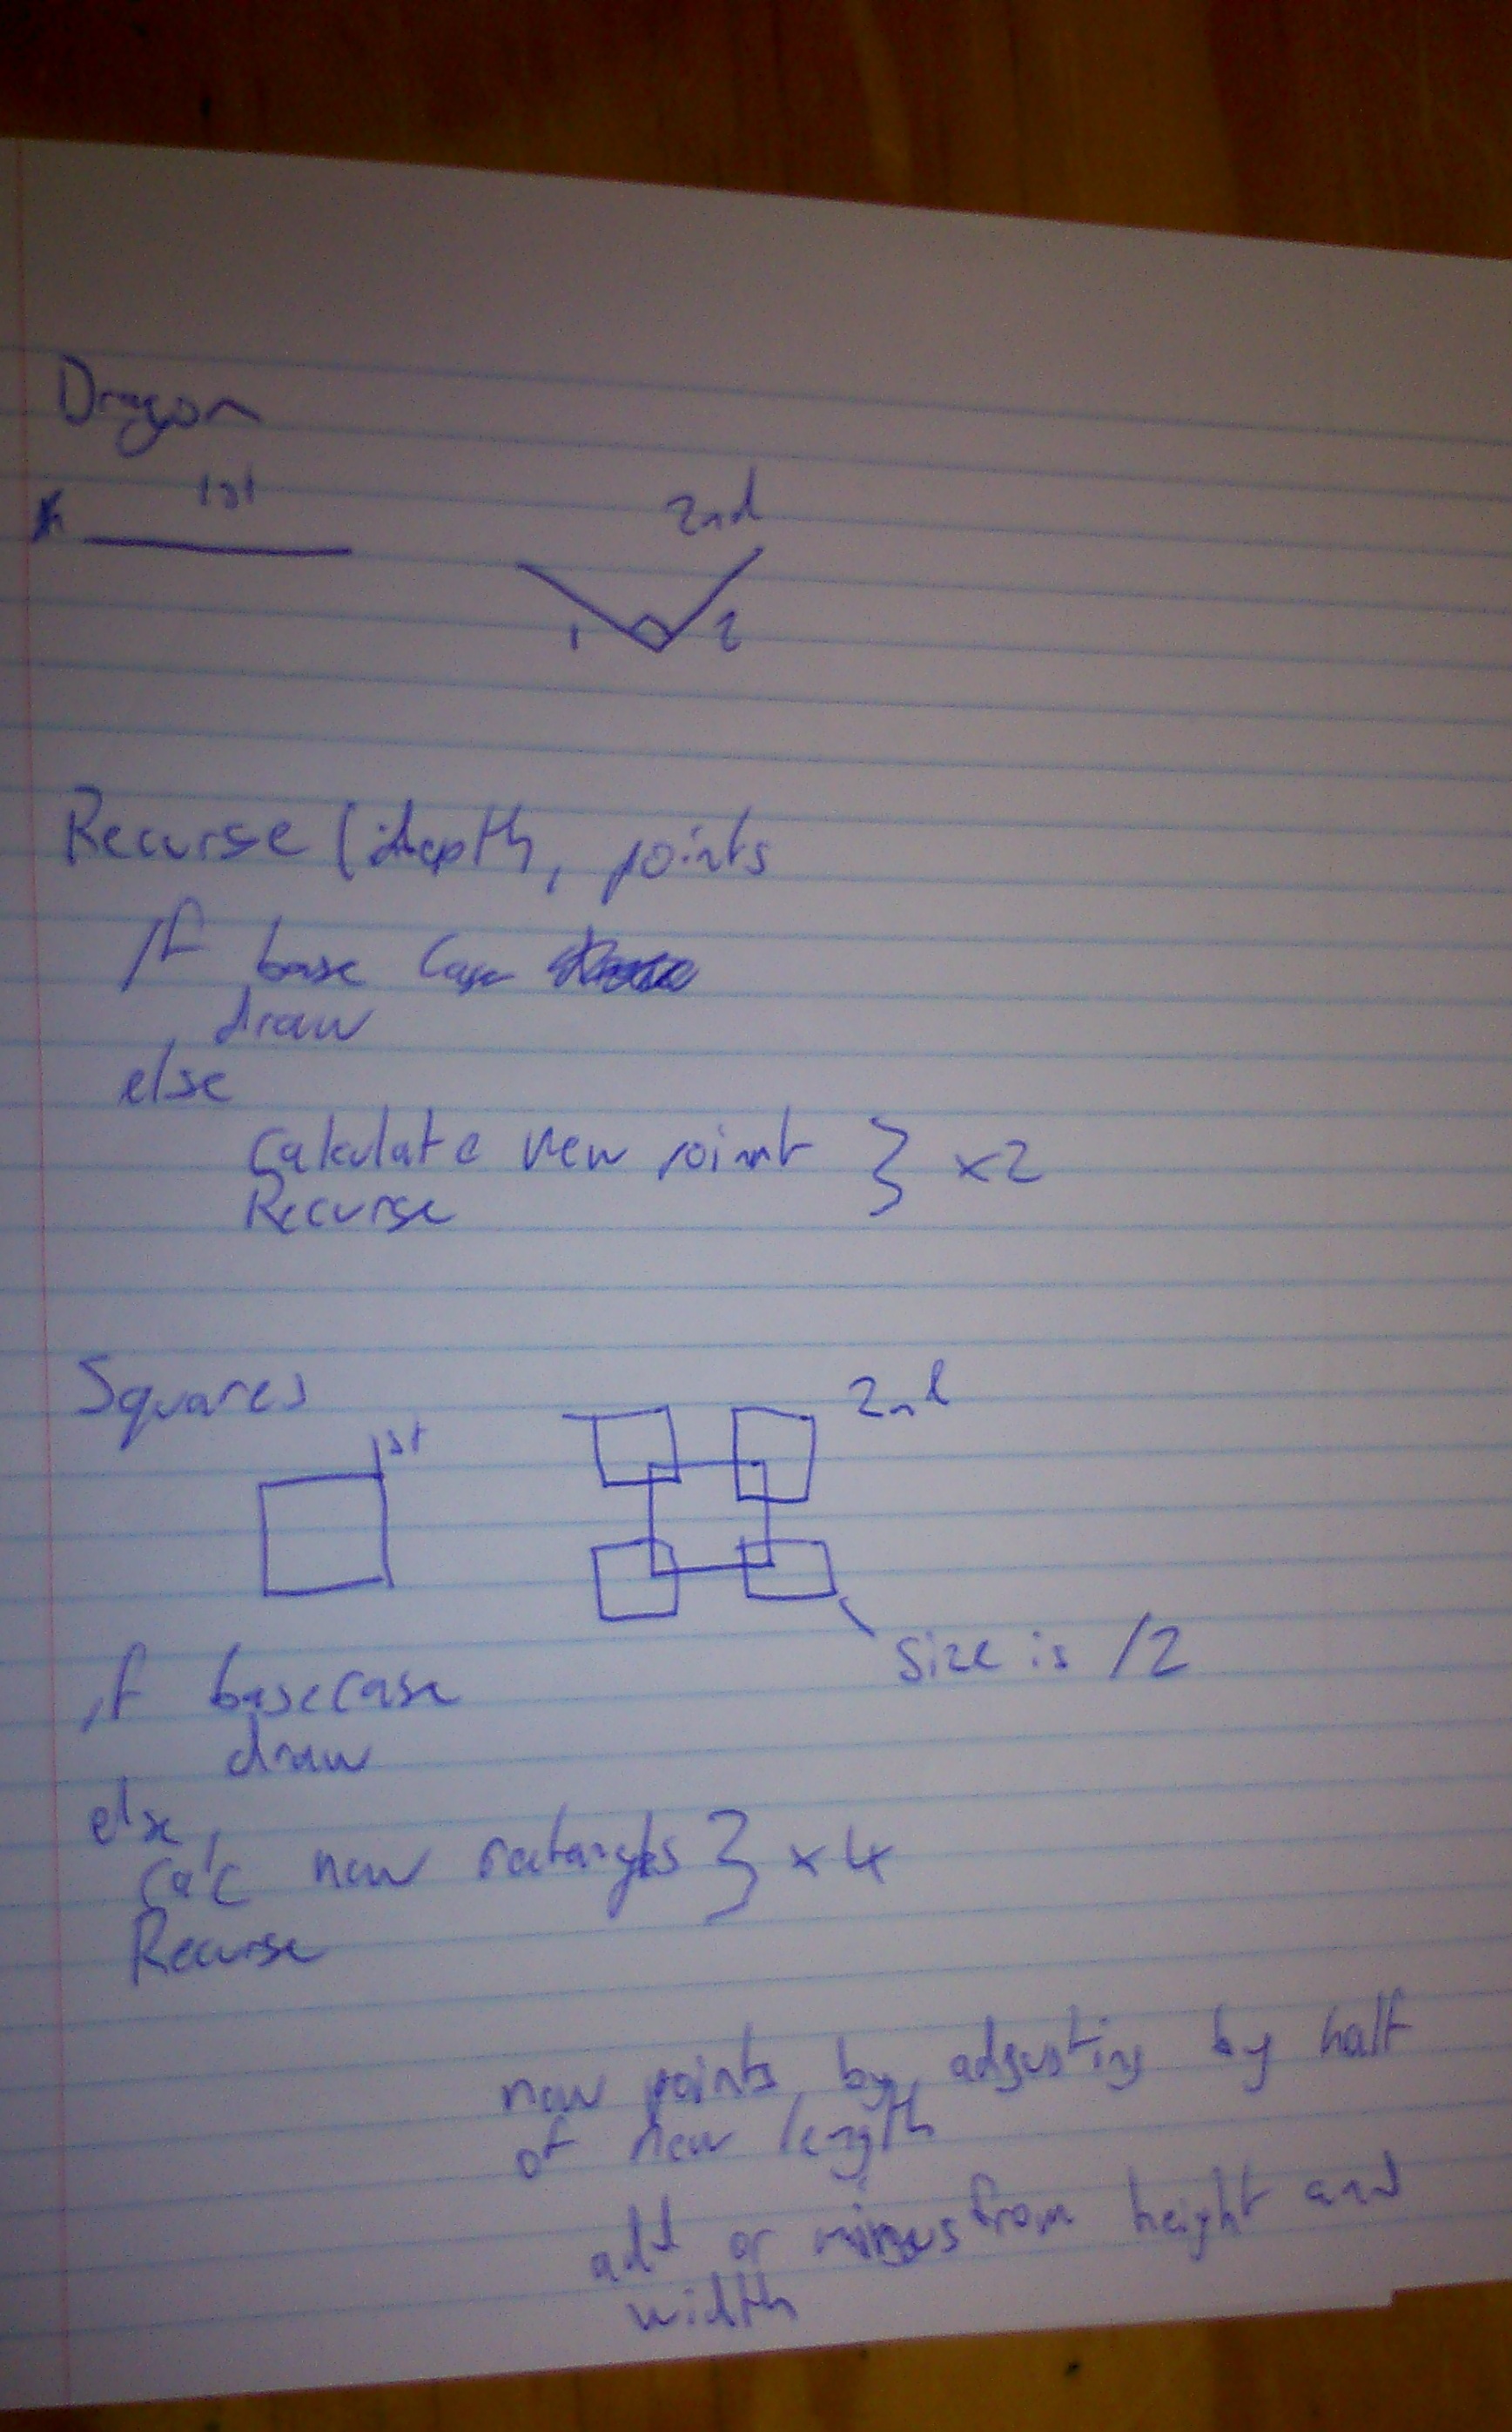 Dragon
1st
2nd
1 2
Recurse (depth, points
if base case
draw
else
Calculate new point } x2
Recurse
Squares
1st
2nd
size is /2
if basecase
draw
else
calc new rectangles } x 4
Recurse
new points by adjusting by half
of new length
add or minus from height and
width